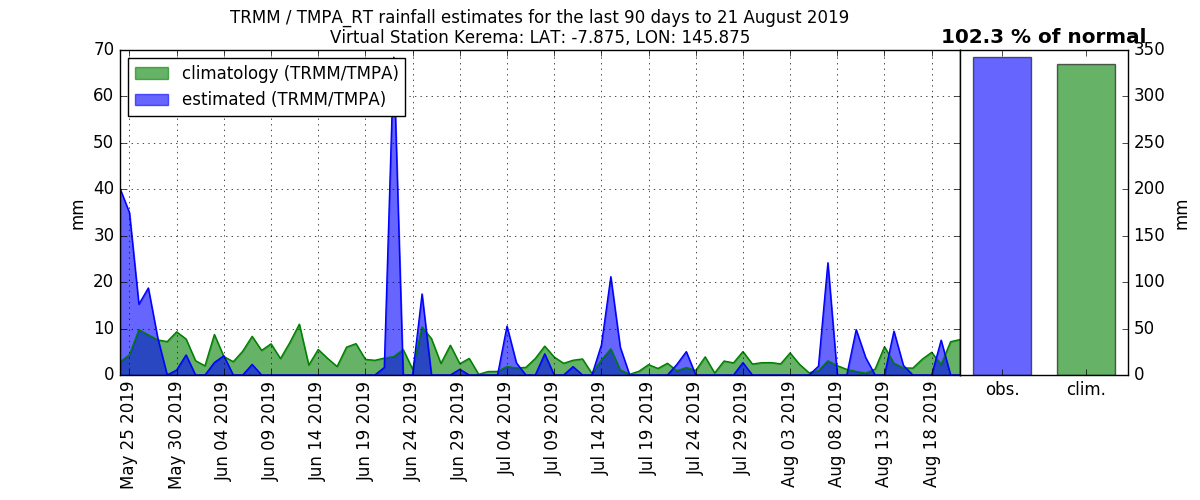 TRMM / TMPA_RT rainfall estimates for the last 90 days to 21 August 2019
Virtual Station Kerema: LAT: -7.875, LON: 145.875
102.3 % of normal
climatology (TRMM/TMPA)
estimated (TRMM/TMPA)
70
60
50
40
30
20
10
0
mm
350
300
250
200
150
100
50
0
mm
May 25 2019
May 30 2019
Jun 04 2019
Jun 09 2019
Jun 14 2019
Jun 19 2019
Jun 24 2019
Jun 29 2019
Jul 04 2019
Jul 09 2019
Jul 14 2019
Jul 19 2019
Jul 24 2019
Jul 29 2019
Aug 03 2019
Aug 08 2019
Aug 13 2019
Aug 18 2019
obs.
clim.